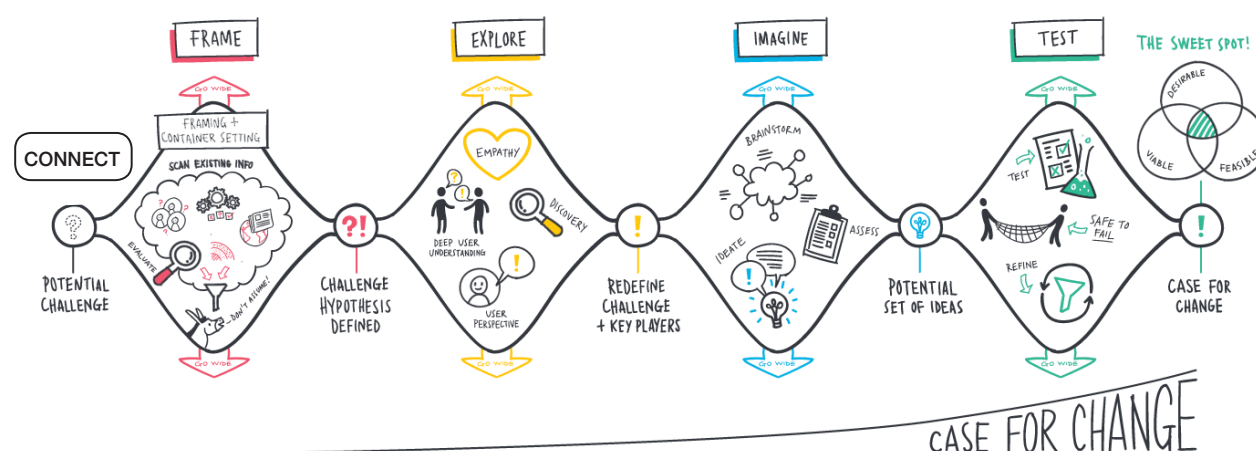 FRAME
EXPLORE
IMAGINE
TEST
THE SWEET SPOT!
GO WIDE
GO WIDE
GO WIDE
GO WIDE
DESIRABLE
VIABLE
FEASIBLE
CONNECT
FRAMING +
CONTAINER SETTING
SCAN EXISTING INFO
?
?
?
EVALUATE
DON'T ASSUME!
GO WIDE
?
POTENTIAL
CHALLENGE
?!
CHALLENGE
HYPOTHESIS
DEFINED
EMPATHY
?
!
DEEP USER
UNDERSTANDING
DISCOVERY
!
USER
PERSPECTIVE
GO WIDE
!
REDEFINE
CHALLENGE
+ KEY PLAYERS
BRAINSTORM
ASSESS
IDEATE
!
GO WIDE
POTENTIAL
SET OF IDEAS
TEST
SAFE TO
FAIL
REFINE
GO WIDE
!
CASE FOR
CHANGE
CASE FOR CHANGE